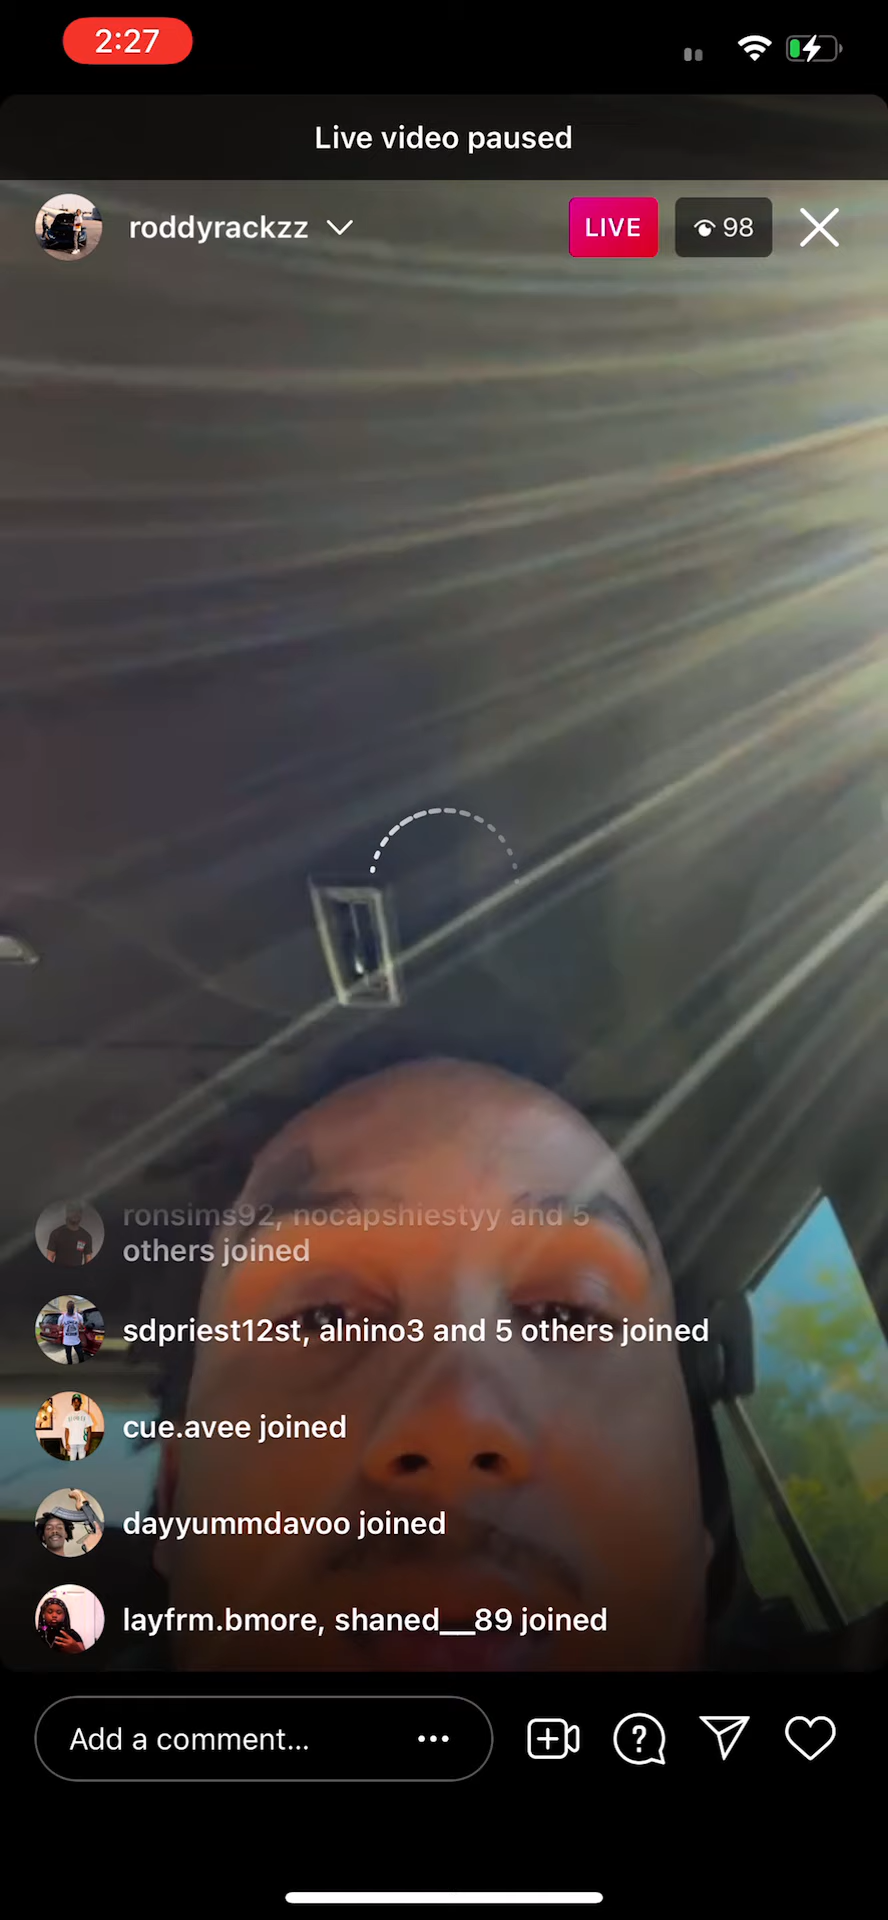 2:27
Live video paused
roddyrackzz
LIVE
98
ronsims92, nocapshiestyy and 5
others joined
sdpriest12st, alnino3 and 5 others joined
cue.avee joined
dayyummdavoo joined
layfrm.bmore, shaned__89 joined
Add a comment...